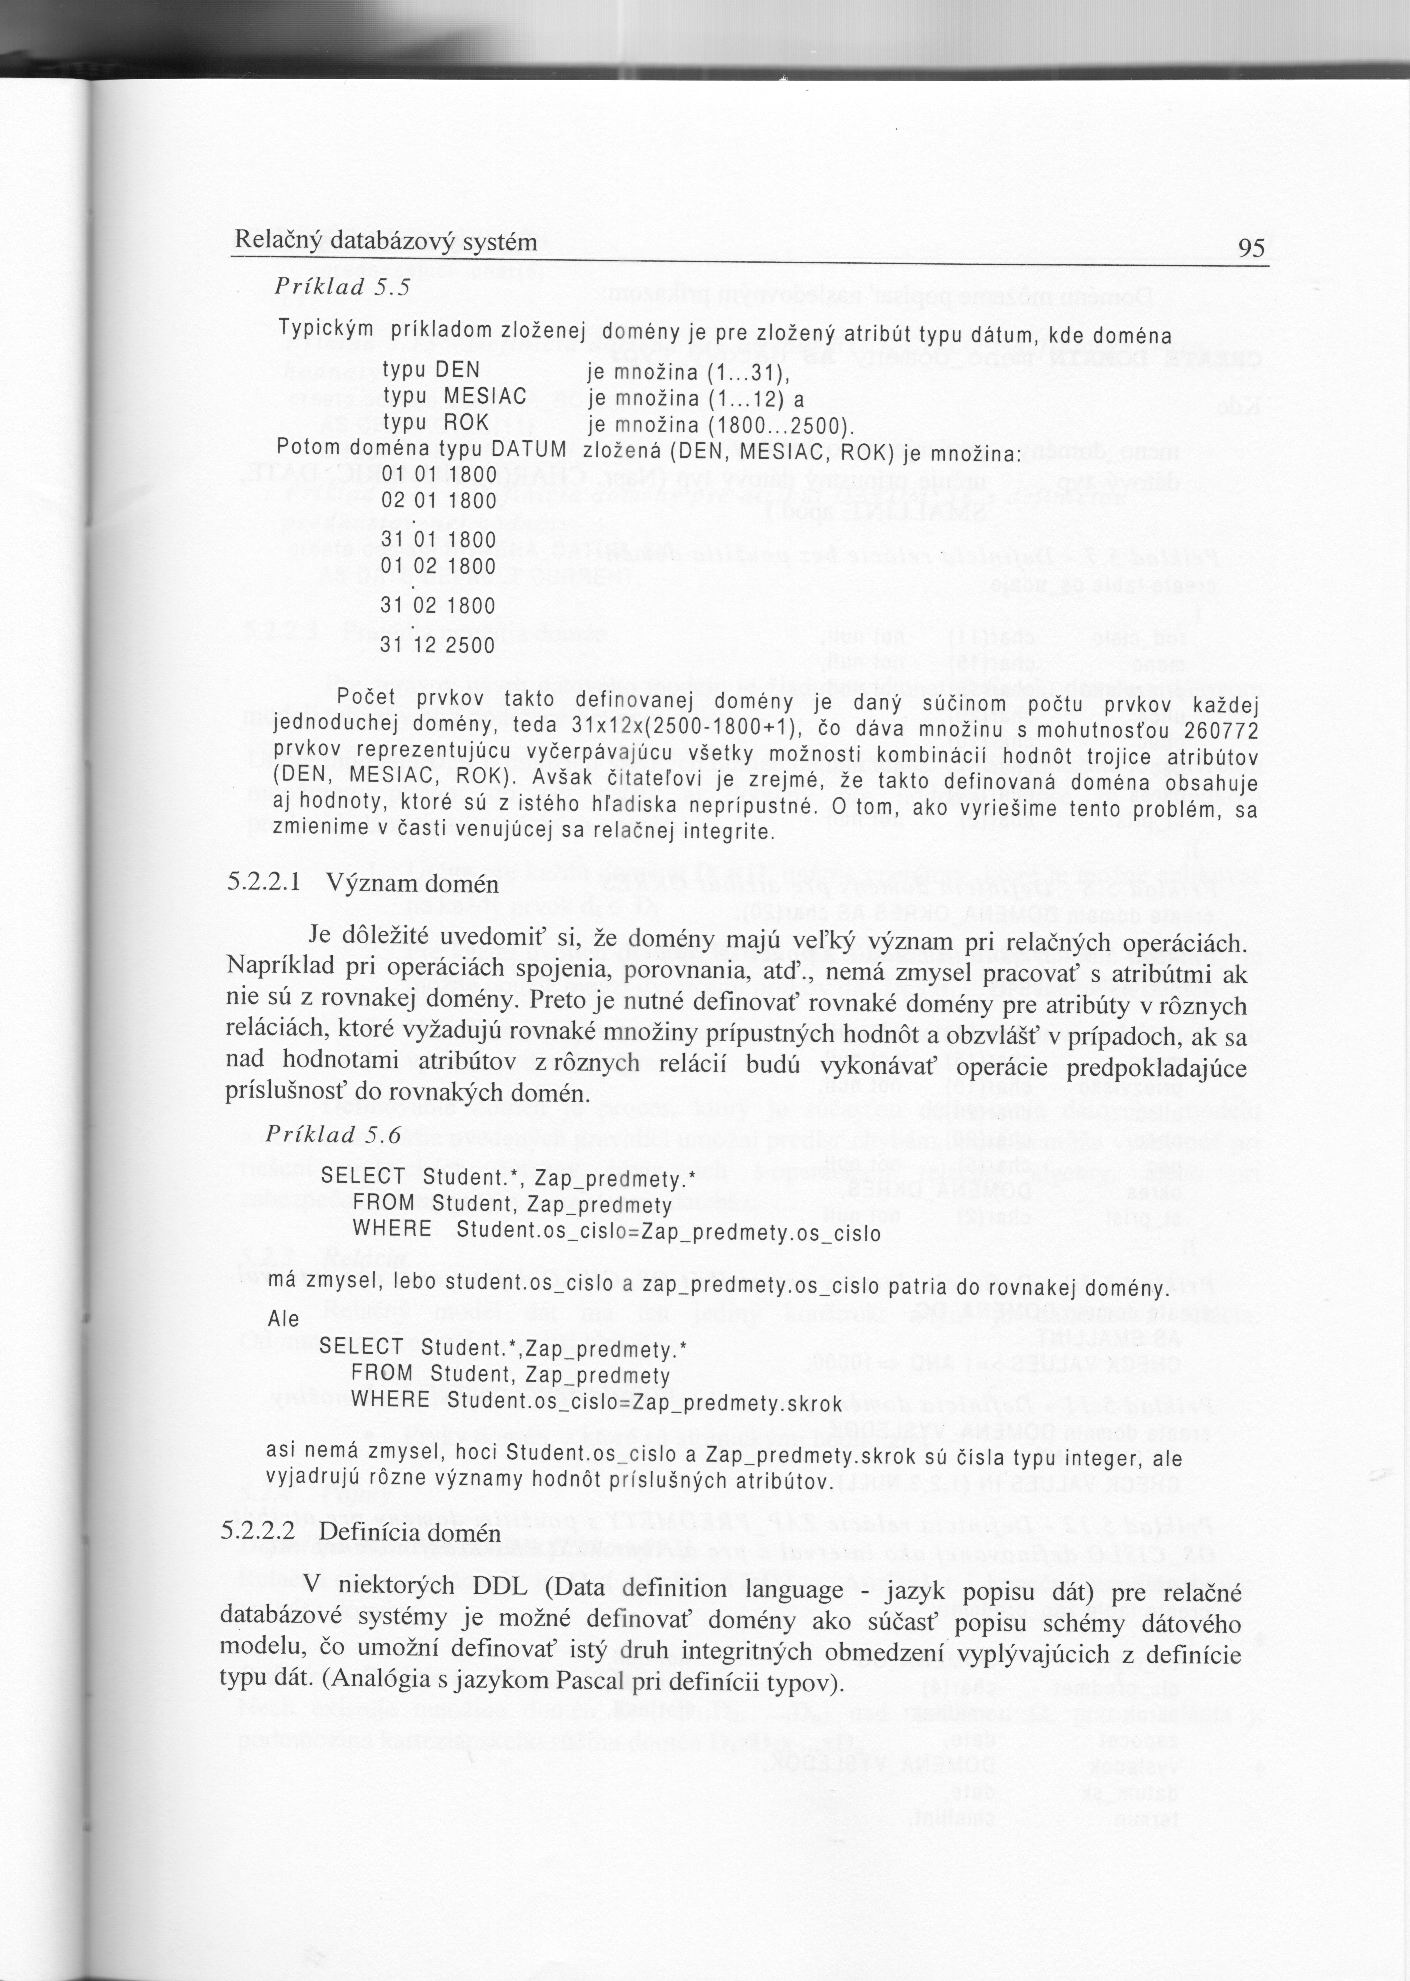 Relačný databázový systém 95
Príklad 5.5
Typickým príkladom zloženej domény je pre zložený atribút typu dátum, kde doména
typu DEN je množina (1...31),
typu MESIAC je množina (1...12) a
typu ROK je množina (1800...2500).
Potom doména typu DATUM zložená (DEN, MESIAC, ROK) je množina:
01 01 1800
02 01 1800
.
31 01 1800
01 02 1800
.
31 02 1800
.
31 12 2500
Počet prvkov takto definovanej domény je daný súčinom počtu prvkov každej
jednoduchej domény, teda 31x12x(2500-1800+1), čo dáva množinu s mohutnosťou 260772
prvkov reprezentujúcu vyčerpávajúcu všetky možnosti kombinácií hodnôt trojice atribútov
(DEN, MESIAC, ROK). Avšak čitateľovi je zrejmé, že takto definovaná doména obsahuje
aj hodnoty, ktoré sú z istého hľadiska neprípustné. O tom, ako vyriešime tento problém, sa
zmienime v časti venujúcej sa relačnej integrite.
5.2.2.1 Význam domén
Je dôležité uvedomiť si, že domény majú veľký význam pri relačných operáciách.
Napríklad pri operáciách spojenia, porovnania, atď., nemá zmysel pracovať s atribútmi ak
nie sú z rovnakej domény. Preto je nutné definovať rovnaké domény pre atribúty v rôznych
reláciách, ktoré vyžadujú rovnaké množiny prípustných hodnôt a obzvlášť v prípadoch, ak sa
nad hodnotami atribútov z rôznych relácií budú vykonávať operácie predpokladajúce
príslušnosť do rovnakých domén.
Príklad 5.6
SELECT Student.*, Zap_predmety.*
FROM Student, Zap_predmety
WHERE Student.os_cislo=Zap_predmety.os_cislo
má zmysel, lebo student.os_cislo a zap_predmety.os_cislo patria do rovnakej domény.
Ale
SELECT Student.*,Zap_predmety.*
FROM Student, Zap_predmety
WHERE Student.os_cislo=Zap_predmety.skrok
asi nemá zmysel, hoci Student.os_cislo a Zap_predmety.skrok sú čísla typu integer, ale
vyjadrujú rôzne významy hodnôt príslušných atribútov.
5.2.2.2 Definícia domén
V niektorých DDL (Data definition language - jazyk popisu dát) pre relačné
databázové systémy je možné definovať domény ako súčasť popisu schémy dátového
modelu, čo umožní definovať istý druh integritných obmedzení vyplývajúcich z definície
typu dát. (Analógia s jazykom Pascal pri definícii typov).